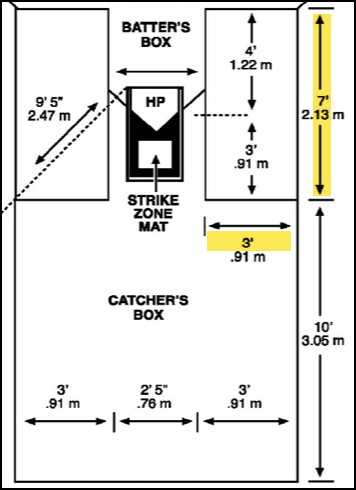 BATTER'S
BOX
4'
1.22 m
7'
2.13 m
9' 5"
2.47 m
HP
3'
.91 m
STRIKE
ZONE
MAT
3'
.91 m
CATCHER'S
BOX
10'
3.05 m
3'
.91 m
2' 5"
.76 m
3'
.91 m